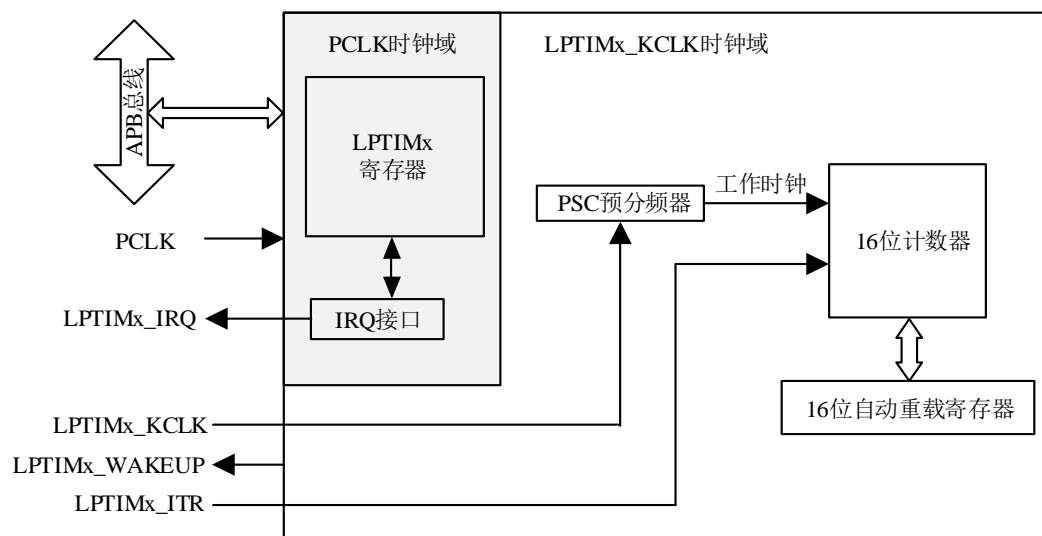 PCLK时钟域
LPTIMx_KCLK时钟域
APB总线
LPTIMx
寄存器
工作时钟
PSC预分频器
16位计数器
PCLK
LPTIMx_IRQ
IRQ接口
16位自动重载寄存器
LPTIMx_KCLK
LPTIMx_WAKEUP
LPTIMx_ITR